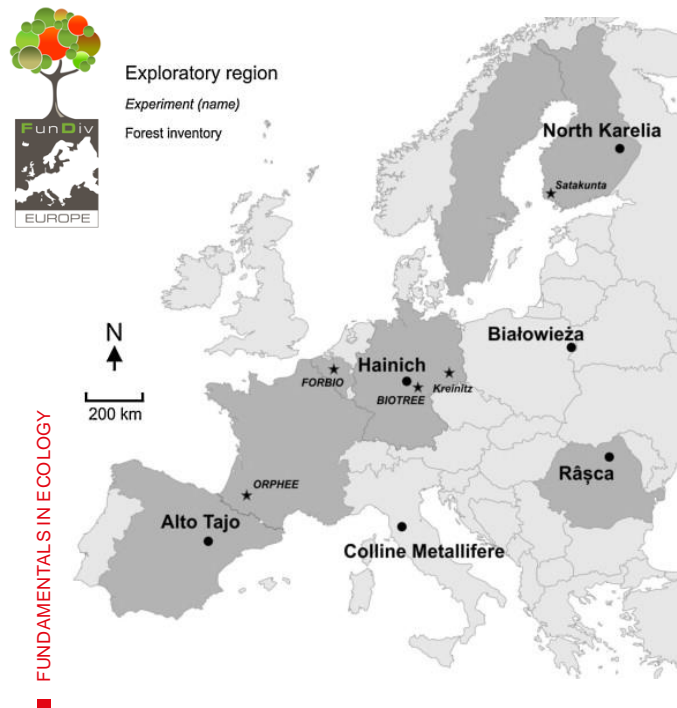 Exploratory region
Experiment (name)
Forest inventory
FunDiv
EUROPE
North Karelia
Satakunta
N
200 km
Białowieża
Hainich
FORBIO
BIOTREE
Kreinitz
Râșca
ORPHEE
Alto Tajo
Colline Metallifere
FUNDAMENTALS IN ECOLOGY